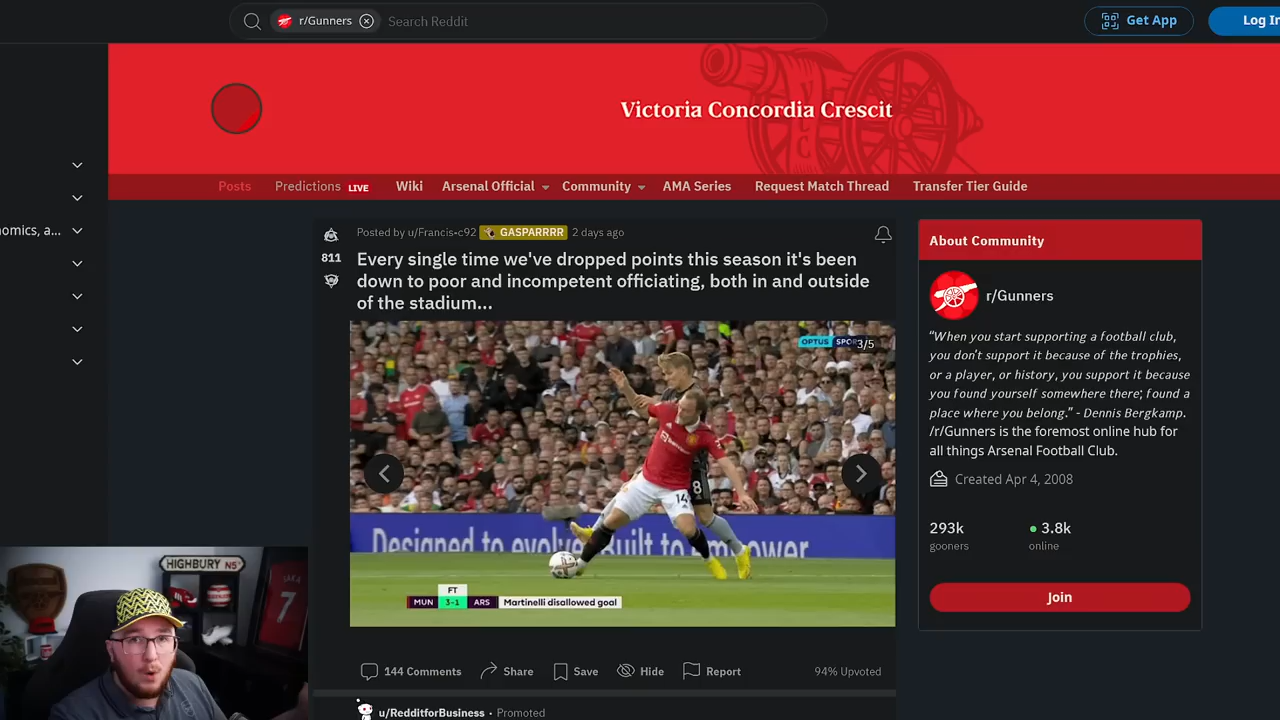 r/Gunners
Search Reddit
Get App
Log In
Victoria Concordia Crescit
Posts
Predictions LIVE
Wiki
Arsenal Official
Community
AMA Series
Request Match Thread
Transfer Tier Guide
Posted by u/Francis-c92 GASPARRRR 2 days ago
811
Every single time we've dropped points this season it's been
down to poor and incompetent officiating, both in and outside
of the stadium...
OPTUS SPO
3/5
8
14
Designed to evolve Built to empower
FT
MUN 3-1 ARS Martinelli disallowed goal
144 Comments
Share
Save
Hide
Report
94% Upvoted
u/RedditforBusiness • Promoted
About Community
r/Gunners
“When you start supporting a football club,
you don’t support it because of the trophies,
or a player, or history, you support it because
you found yourself somewhere there; found a
place where you belong.” - Dennis Bergkamp.
/r/Gunners is the foremost online hub for
all things Arsenal Football Club.
Created Apr 4, 2008
293k
gooners
3.8k
online
Join
omics, a...
HIGHBURY N5
SAKA
7